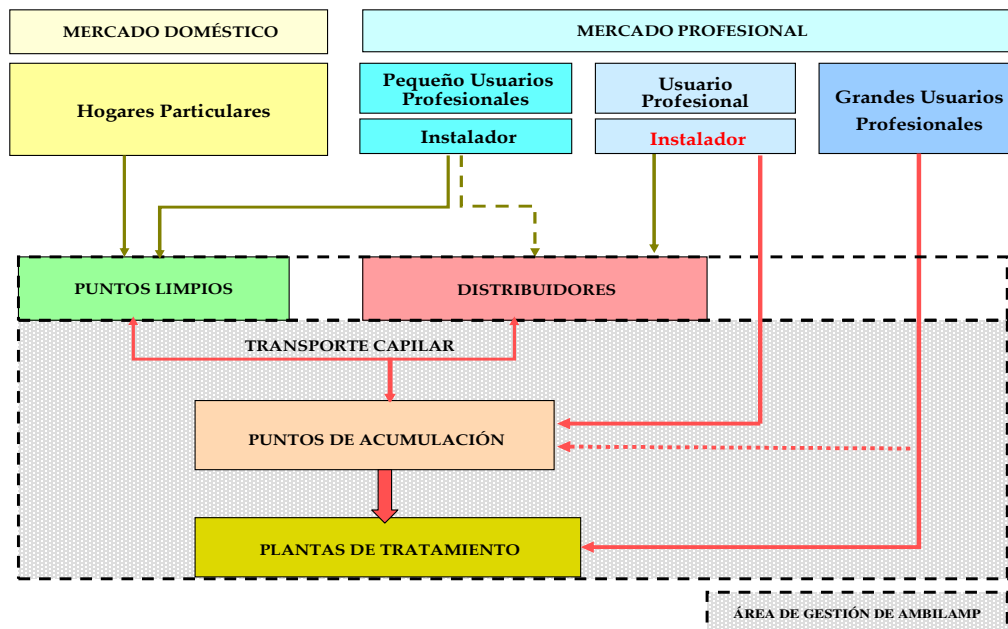 MERCADO DOMÉSTICO
MERCADO PROFESIONAL
Hogares Particulares
Pequeño Usuarios
Profesionales
Instalador
Usuario
Profesional
Instalador
Grandes Usuarios
Profesionales
PUNTOS LIMPIOS
DISTRIBUIDORES
TRANSPORTE CAPILAR
PUNTOS DE ACUMULACIÓN
PLANTAS DE TRATAMIENTO
ÁREA DE GESTIÓN DE AMBILAMP